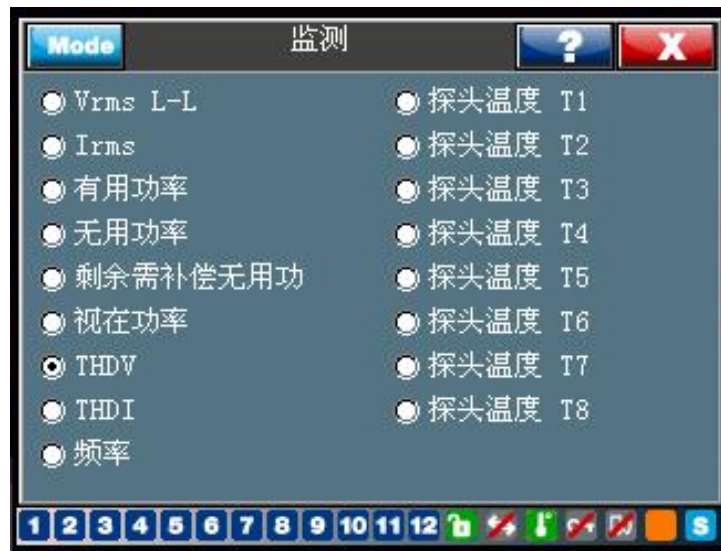 Mode 监测 ? X
Vrms L-L
Irms
有用功率
无用功率
剩余需补偿无用功
视在功率
THDV
THDI
频率
探头温度 T1
探头温度 T2
探头温度 T3
探头温度 T4
探头温度 T5
探头温度 T6
探头温度 T7
探头温度 T8
1 2 3 4 5 6 7 8 9 10 11 12 S